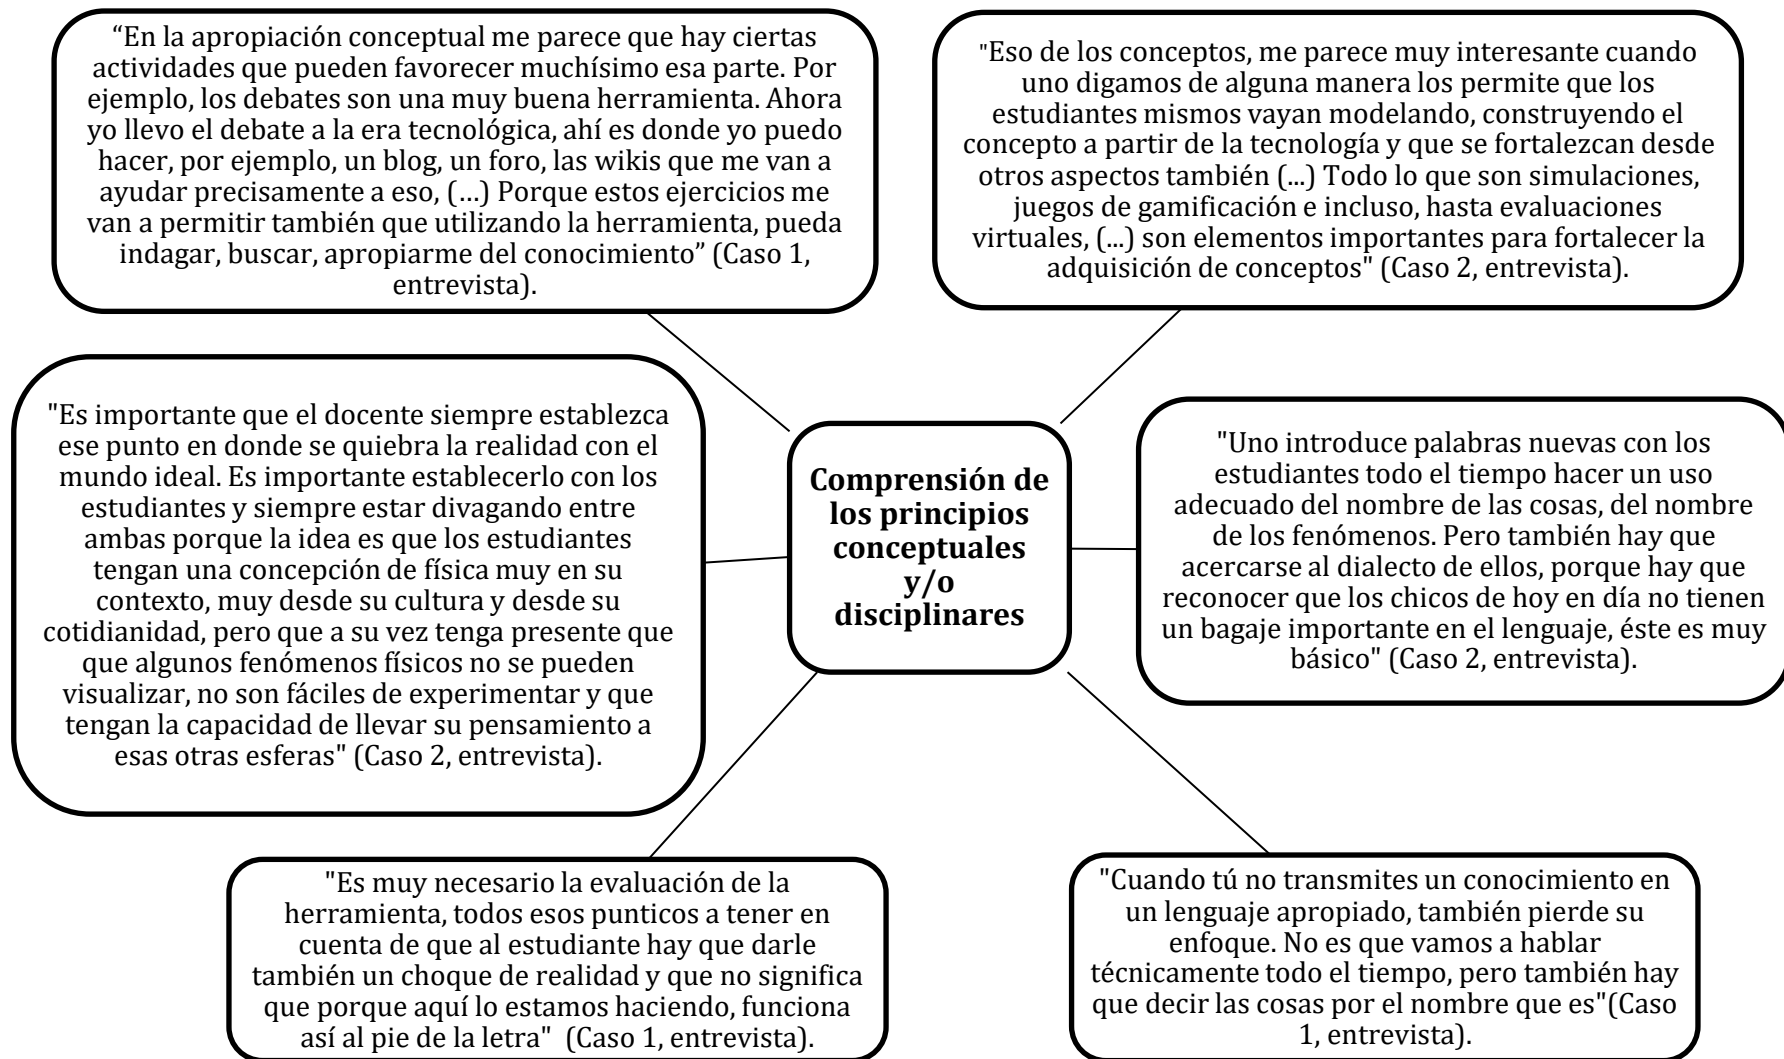 “En la apropiación conceptual me parece que hay ciertas
actividades que pueden favorecer muchísimo esa parte. Por
ejemplo, los debates son una muy buena herramienta. Ahora
yo llevo el debate a la era tecnológica, ahí es donde yo puedo
hacer, por ejemplo, un blog, un foro, las wikis que me van a
ayudar precisamente a eso, (...) Porque estos ejercicios me
van a permitir también que utilizando la herramienta, pueda
indagar, buscar, apropiarme del conocimiento” (Caso 1,
entrevista).
"Eso de los conceptos, me parece muy interesante cuando
uno digamos de alguna manera los permite que los
estudiantes mismos vayan modelando, construyendo el
concepto a partir de la tecnología y que se fortalezcan desde
otros aspectos también (...) Todo lo que son simulaciones,
juegos de gamificación e incluso, hasta evaluaciones
virtuales, (...) son elementos importantes para fortalecer la
adquisición de conceptos" (Caso 2, entrevista).
"Es importante que el docente siempre establezca
ese punto en donde se quiebra la realidad con el
mundo ideal. Es importante establecerlo con los
estudiantes y siempre estar divagando entre
ambas porque la idea es que los estudiantes
tengan una concepción de física muy en su
contexto, muy desde su cultura y desde su
cotidianidad, pero que a su vez tenga presente que
que algunos fenómenos físicos no se pueden
visualizar, no son fáciles de experimentar y que
tengan la capacidad de llevar su pensamiento a
esas otras esferas" (Caso 2, entrevista).
Comprensión de
los principios
conceptuales
y/o
disciplinares
"Uno introduce palabras nuevas con los
estudiantes todo el tiempo hacer un uso
adecuado del nombre de las cosas, del nombre
de los fenómenos. Pero también hay que
acercarse al dialecto de ellos, porque hay que
reconocer que los chicos de hoy en día no tienen
un bagaje importante en el lenguaje, éste es muy
básico" (Caso 2, entrevista).
"Es muy necesario la evaluación de la
herramienta, todos esos punticos a tener en
cuenta de que al estudiante hay que darle
también un choque de realidad y que no significa
que porque aquí lo estamos haciendo, funciona
así al pie de la letra"  (Caso 1, entrevista).
"Cuando tú no transmites un conocimiento en
un lenguaje apropiado, también pierde su
enfoque. No es que vamos a hablar
técnicamente todo el tiempo, pero también hay
que decir las cosas por el nombre que es"(Caso
1, entrevista).